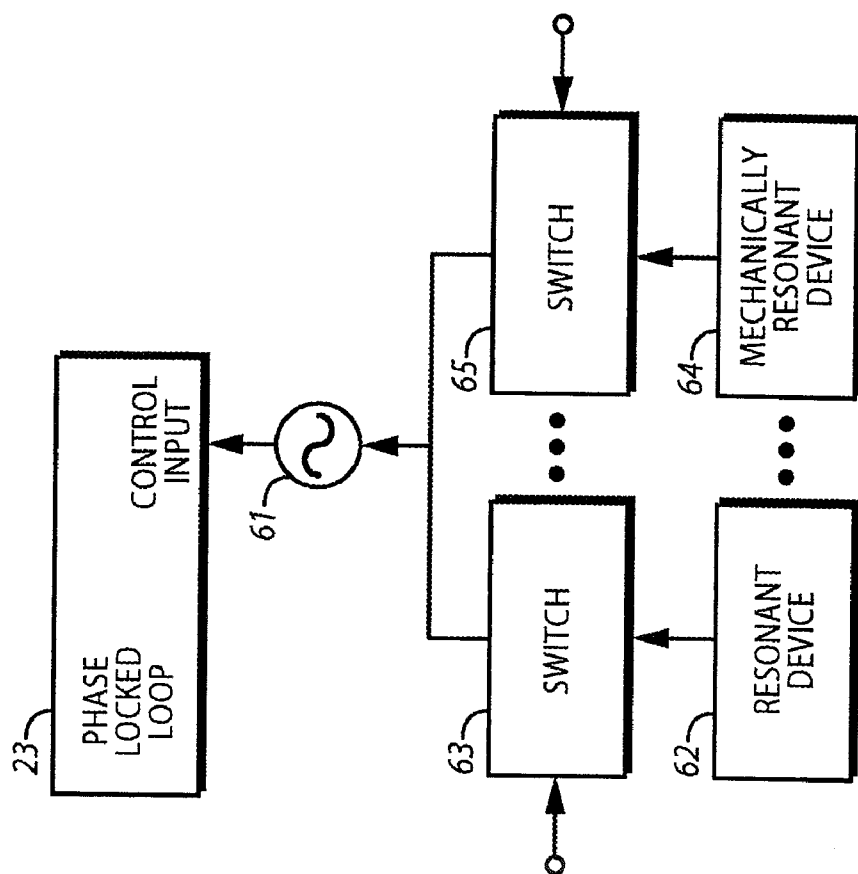 23
PHASE
LOCKED
LOOP
CONTROL
INPUT
61
63
SWITCH
65
SWITCH
62
RESONANT
DEVICE
64
MECHANICALLY
RESONANT
DEVICE